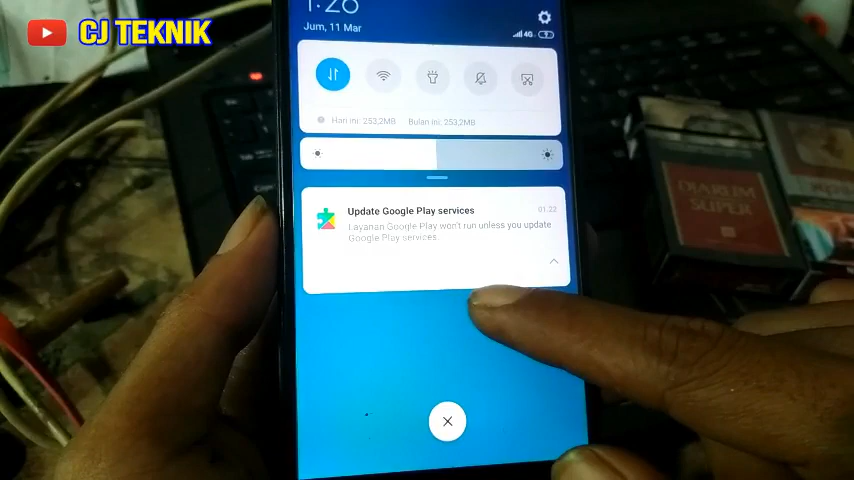 CJ TEKNIK
1:26
Jum, 11 Mar
4G
Hari ini: 253,2MB Bulan ini: 253,2MB
Update Google Play services 01.22
Layanan Google Play won't run unless you update
Google Play services.
DJARUM
SUPER